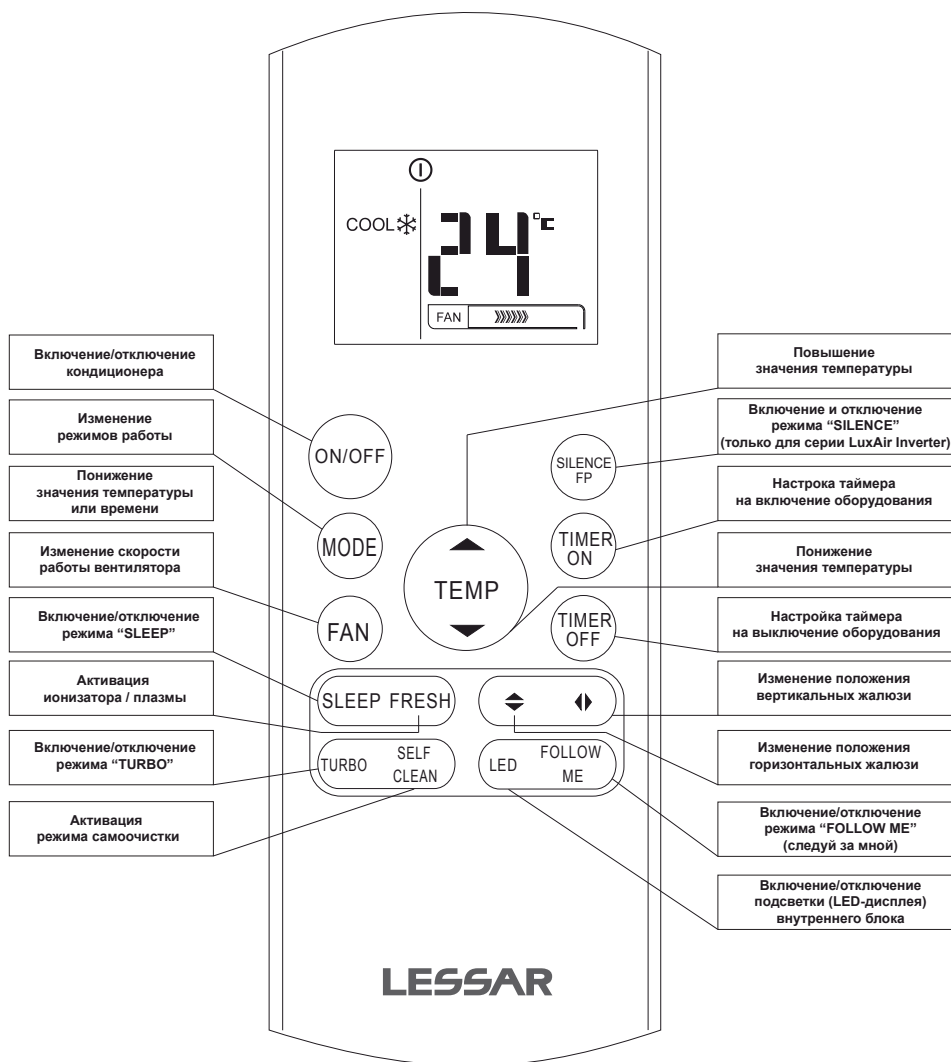 COOL
24°C
FAN
Включение/отключение
кондиционера
Изменение
режимов работы
Понижение
значения температуры
или времени
Изменение скорости
работы вентилятора
Включение/отключение
режима “SLEEP”
Активация
ионизатора / плазмы
Включение/отключение
режима “TURBO”
Активация
режима самоочистки
ON/OFF
MODE
FAN
TEMP
SILENCE
FP
TIMER
ON
TIMER
OFF
SLEEP FRESH
TURBO
SELF
CLEAN
LED
FOLLOW
ME
Повышение
значения температуры
Включение и отключение
режима “SILENCE”
(только для серии LuxAir Inverter)
Настрока таймера
на включение оборудования
Понижение
значения температуры
Настройка таймера
на выключение оборудования
Изменение положения
вертикальных жалюзи
Изменение положения
горизонтальных жалюзи
Включение/отключение
режима “FOLLOW ME”
(следуй за мной)
Включение/отключение
подсветки (LED-дисплея)
внутреннего блока
LESSAR